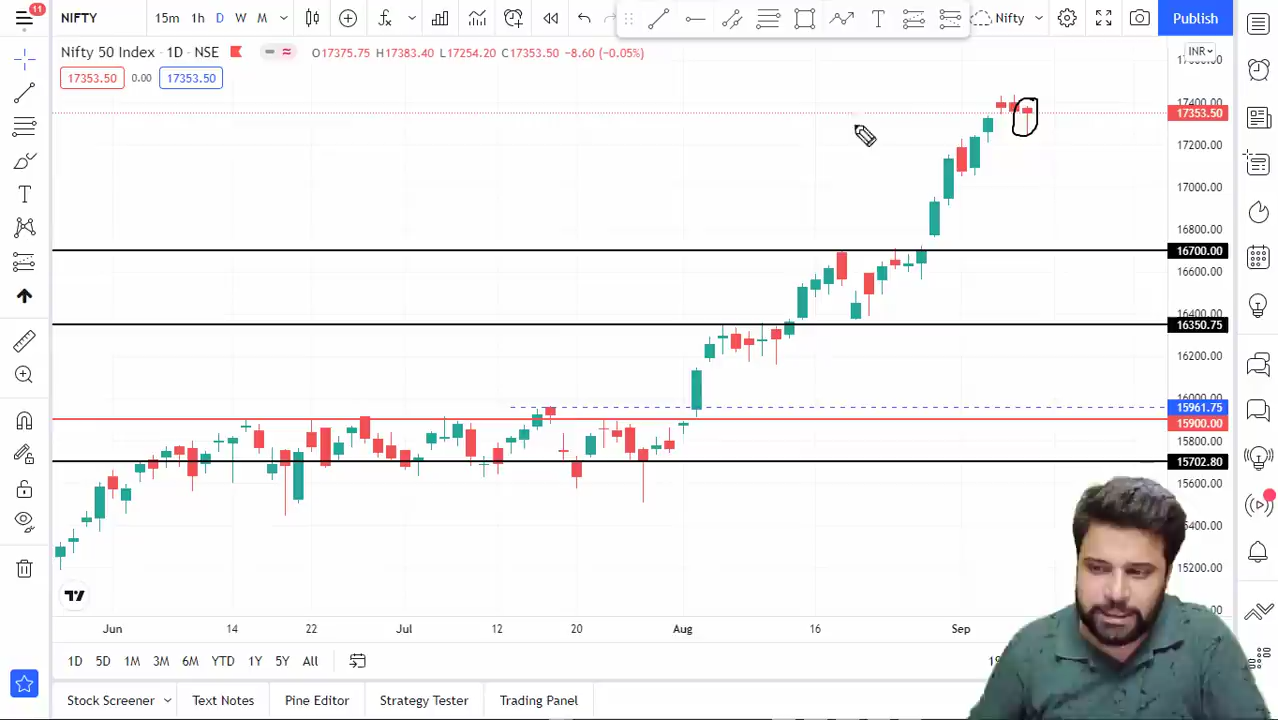 11
NIFTY
15m 1h D W M
Nifty
Publish
Nifty 50 Index · 1D · NSE
O17375.75 H17383.40 L17254.20 C17353.50 −8.60 (−0.05%)
INR
17353.50 0.00 17353.50
17400.00
17353.50
17200.00
17000.00
16800.00
16700.00
16600.00
16400.00
16350.75
16200.00
16000.00
15961.75
15900.00
15800.00
15702.80
15600.00
15400.00
15200.00
Jun 14 22 Jul 12 20 Aug 16 Sep
1D 5D 1M 3M 6M YTD 1Y 5Y All
Stock Screener Text Notes Pine Editor Strategy Tester Trading Panel